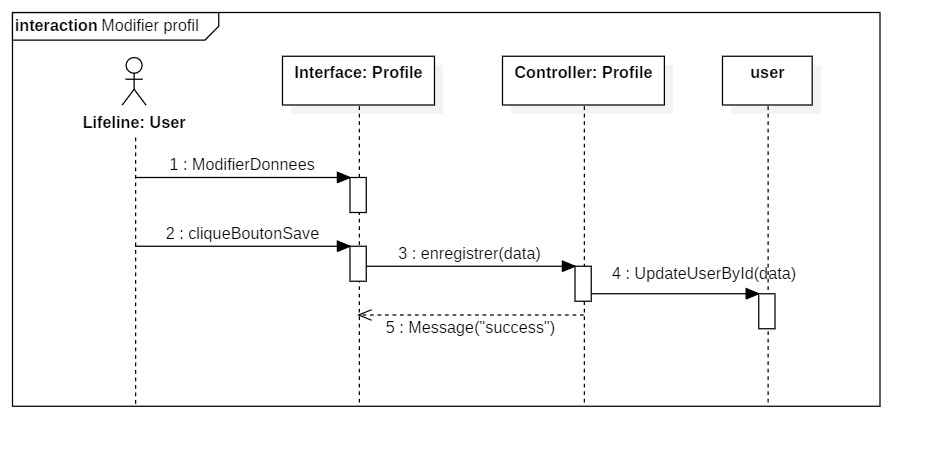 interaction Modifier profil
Interface: Profile
Controller: Profile
user
Lifeline: User
1 : ModifierDonnees
2 : cliqueBoutonSave
3 : enregistrer(data)
4 : UpdateUserById(data)
5 : Message("success")